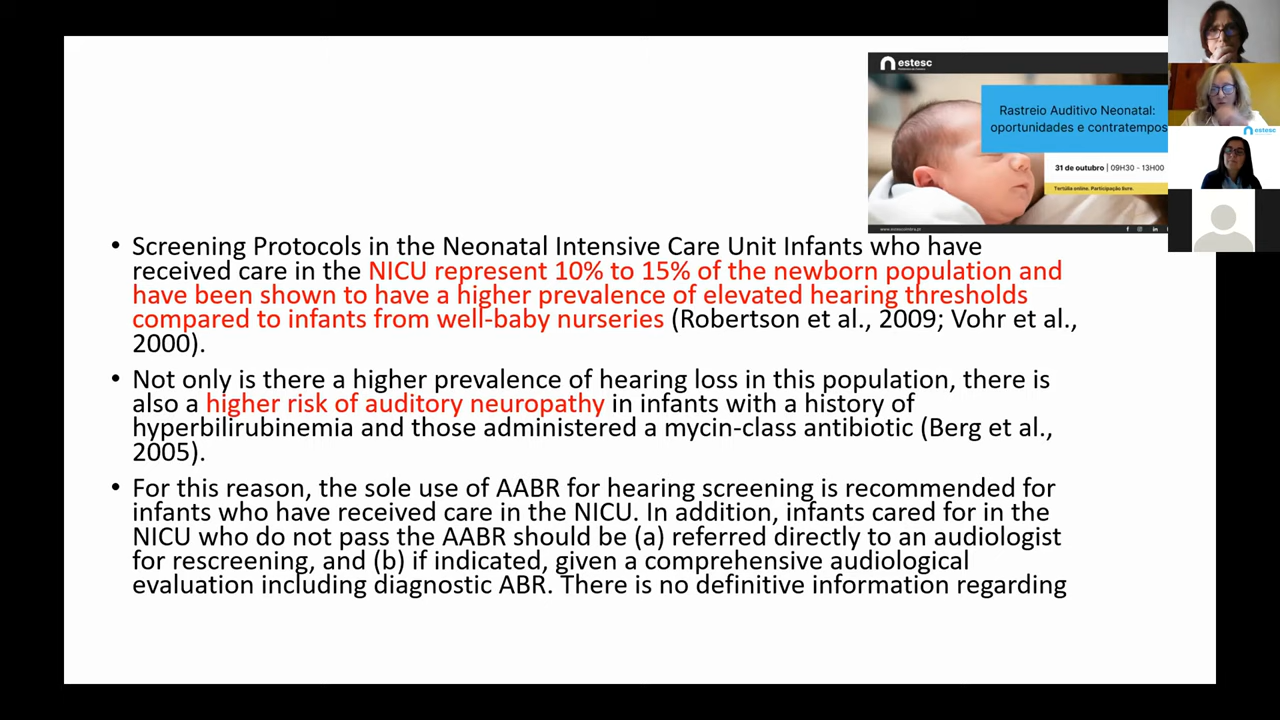 estesc
Rastreio Auditivo Neonatal:
oportunidades e contratempos
31 de outubro | 09H30 - 13H00
Tertúlia online. Participação livre.
www.estescoimbra.pt
estesc
• Screening Protocols in the Neonatal Intensive Care Unit Infants who have
received care in the NICU represent 10% to 15% of the newborn population and
have been shown to have a higher prevalence of elevated hearing thresholds
compared to infants from well-baby nurseries (Robertson et al., 2009; Vohr et al.,
2000).
• Not only is there a higher prevalence of hearing loss in this population, there is
also a higher risk of auditory neuropathy in infants with a history of
hyperbilirubinemia and those administered a mycin-class antibiotic (Berg et al.,
2005).
• For this reason, the sole use of AABR for hearing screening is recommended for
infants who have received care in the NICU. In addition, infants cared for in the
NICU who do not pass the AABR should be (a) referred directly to an audiologist
for rescreening, and (b) if indicated, given a comprehensive audiological
evaluation including diagnostic ABR. There is no definitive information regarding